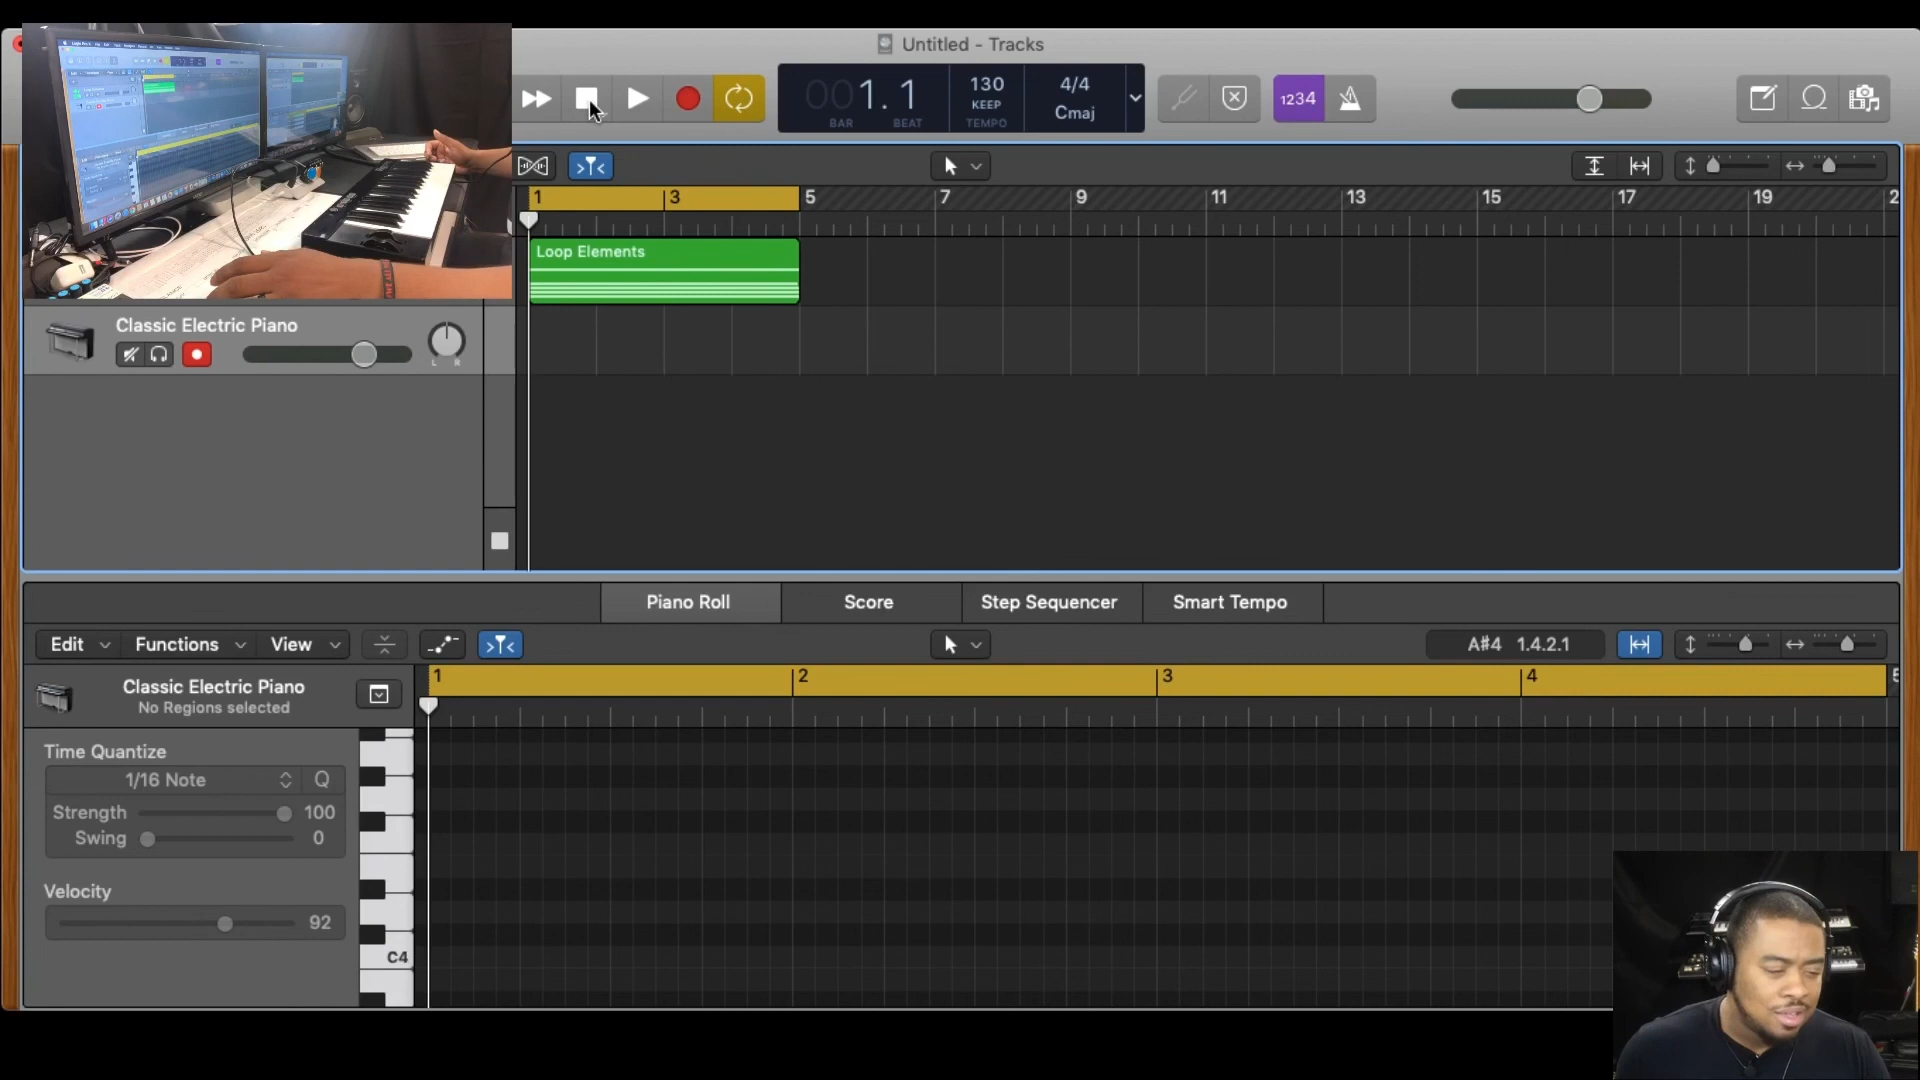 Untitled - Tracks
001.1
BAR
BEAT
130
KEEP
TEMPO
4/4
Cmaj
1234
1
3
5
7
9
11
13
15
17
19
2
Loop Elements
Classic Electric Piano
L
R
Piano Roll
Score
Step Sequencer
Smart Tempo
Edit
Functions
View
A#4 1.4.2.1
Classic Electric Piano
No Regions selected
1
2
3
4
5
Time Quantize
1/16 Note
Q
Strength
100
Swing
0
Velocity
92
C4